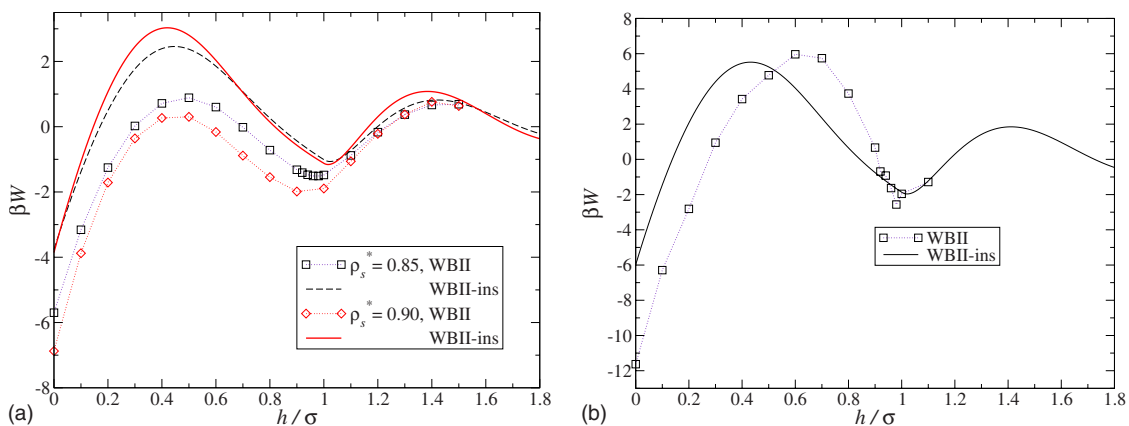 2
0
-2
-4
-6
-8
βW
0 0.2 0.4 0.6 0.8 1 1.2 1.4 1.6 1.8
h/σ
(a)
ρs* = 0.85, WBII
WBII-ins
ρs* = 0.90, WBII
WBII-ins
8
6
4
2
0
-2
-4
-6
-8
-10
-12
βW
0 0.2 0.4 0.6 0.8 1 1.2 1.4 1.6 1.8
h/σ
(b)
WBII
WBII-ins